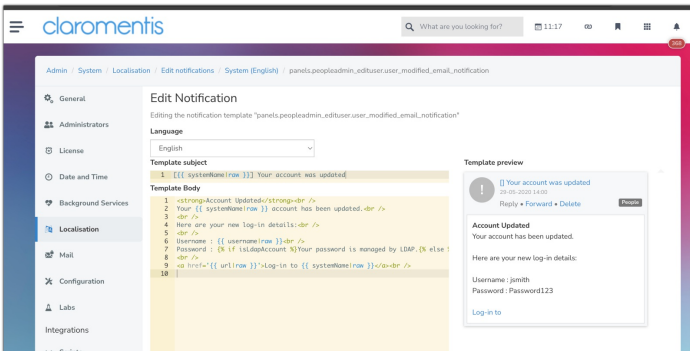 claromentis
What are you looking for?
11:17
368
Admin / System / Localisation / Edit notifications / System (English) / panels.peopleadmin_edituser.user_modified_email_notification
General
Administrators
License
Date and Time
Background Services
Localisation
Mail
Configuration
Labs
Integrations
Edit Notification
Editing the notification template "panels.peopleadmin_edituser.user_modified_email_notification"
Language
English
Template subject
1 [{{ systemName|raw }}] Your account was updated
Template Body
1 <strong>Account Updated</strong><br />
2 Your {{ systemName|raw }} account has been updated.<br />
3 <br />
4 Here are your new log-in details:<br />
5 <br />
6 Username : {{ username|raw }}<br />
7 Password : {% if isLdapAccount %}Your password is managed by LDAP.{% else
8 <br />
9 <a href="{{ url|raw }}">Log-in to {{ systemName|raw }}</a><br />
10
Template preview
[] Your account was updated
29-05-2020 14:00
Reply • Forward • Delete
People
Account Updated
Your account has been updated.
Here are your new log-in details:
Username : jsmith
Password : Password123
Log-in to